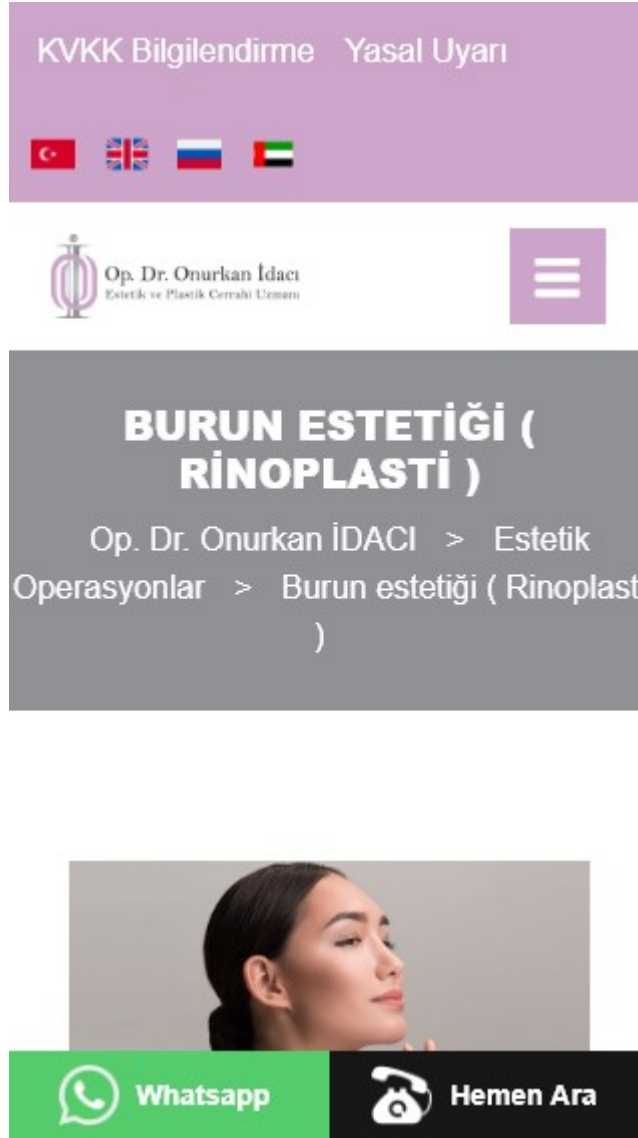 KVKK Bilgilendirme Yasal Uyarı
Op. Dr. Onurkan İdacı
Estetik ve Plastik Cerrahi Uzmanı
BURUN ESTETİĞİ (
RİNOPLASTİ )
Op. Dr. Onurkan İDACI > Estetik
Operasyonlar > Burun estetiği ( Rinoplast
)
Whatsapp Hemen Ara